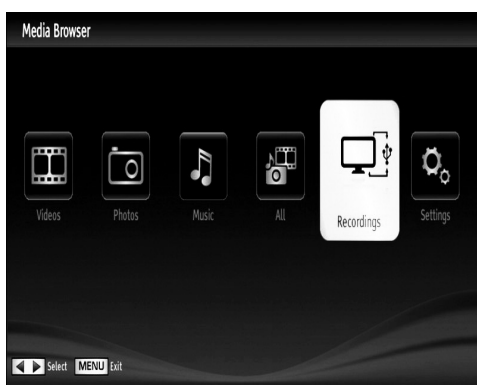 Media Browser
Videos Photos Music All Recordings Settings
Select MENU Exit